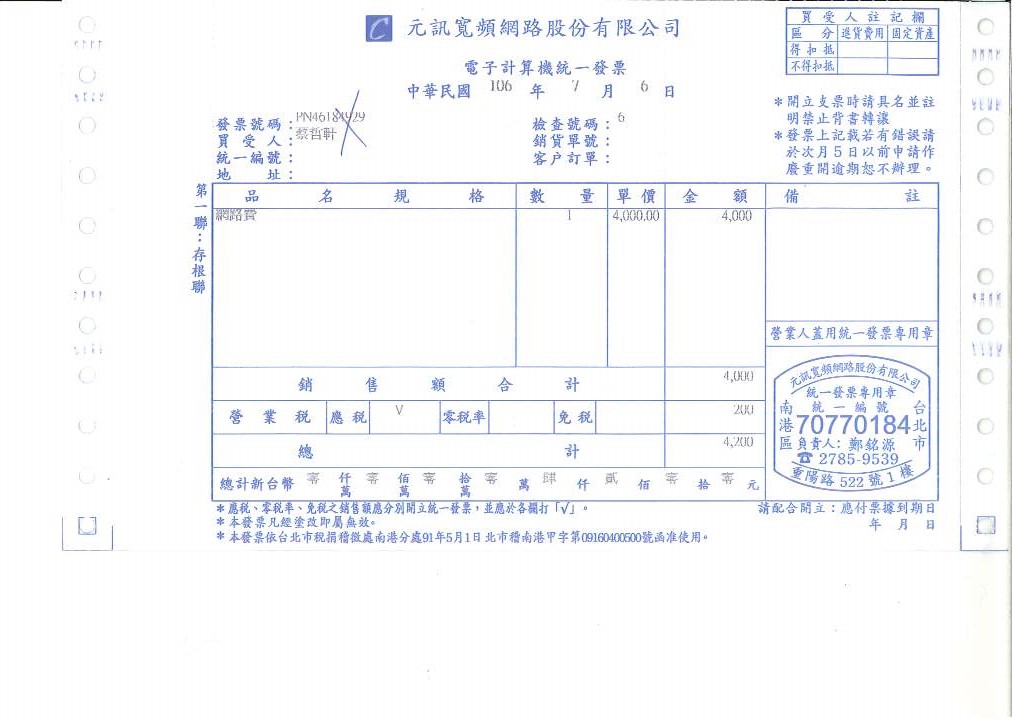 元訊寬頻網路股份有限公司
買受人註記欄
區 分 進貨費用 固定資產
得扣抵
不得扣抵
電子計算機統一發票
中華民國 106 年 7 月 6 日
發票號碼：PN46184929
檢查號碼：6
買受人：蔡哲軒
銷貨單號：
統一編號：
客戶訂單：
地 址：
＊開立支票時請具名並註
明禁止背書轉讓
＊發票上記載若有錯誤請
於次月5日以前申請作
廢重開逾期恕不辦理。
第一聯：存根聯
品 名 規 格 數 量 單 價 金 額 備 註
網路費 1 4,000.00 4,000
營業人蓋用統一發票專用章
銷 售 額 合 計 4,000
營 業 稅 應 稅 V 零稅率 免 稅 200
總 計 4,200
總計新台幣 零 仟萬 零 佰萬 零 拾萬 零 萬 肆 仟 貳 佰 零 拾 零 元
元訊寬頻網路股份有限公司
統一發票專用章
統一編號
70770184
負責人：鄭銘源
☎ 2785-9539
台北市
南港區
重陽路 522 號 1 樓
＊應稅、零稅率、免稅之銷售額應分別開立統一發票，並應於各欄打「√」。
＊本發票凡經塗改即屬無效。
＊本發票依台北市稅捐稽徵處南港分處91年5月1日北市稽南港甲字第09160400500號函准使用。
請配合開立：應付票據到期日
年 月 日